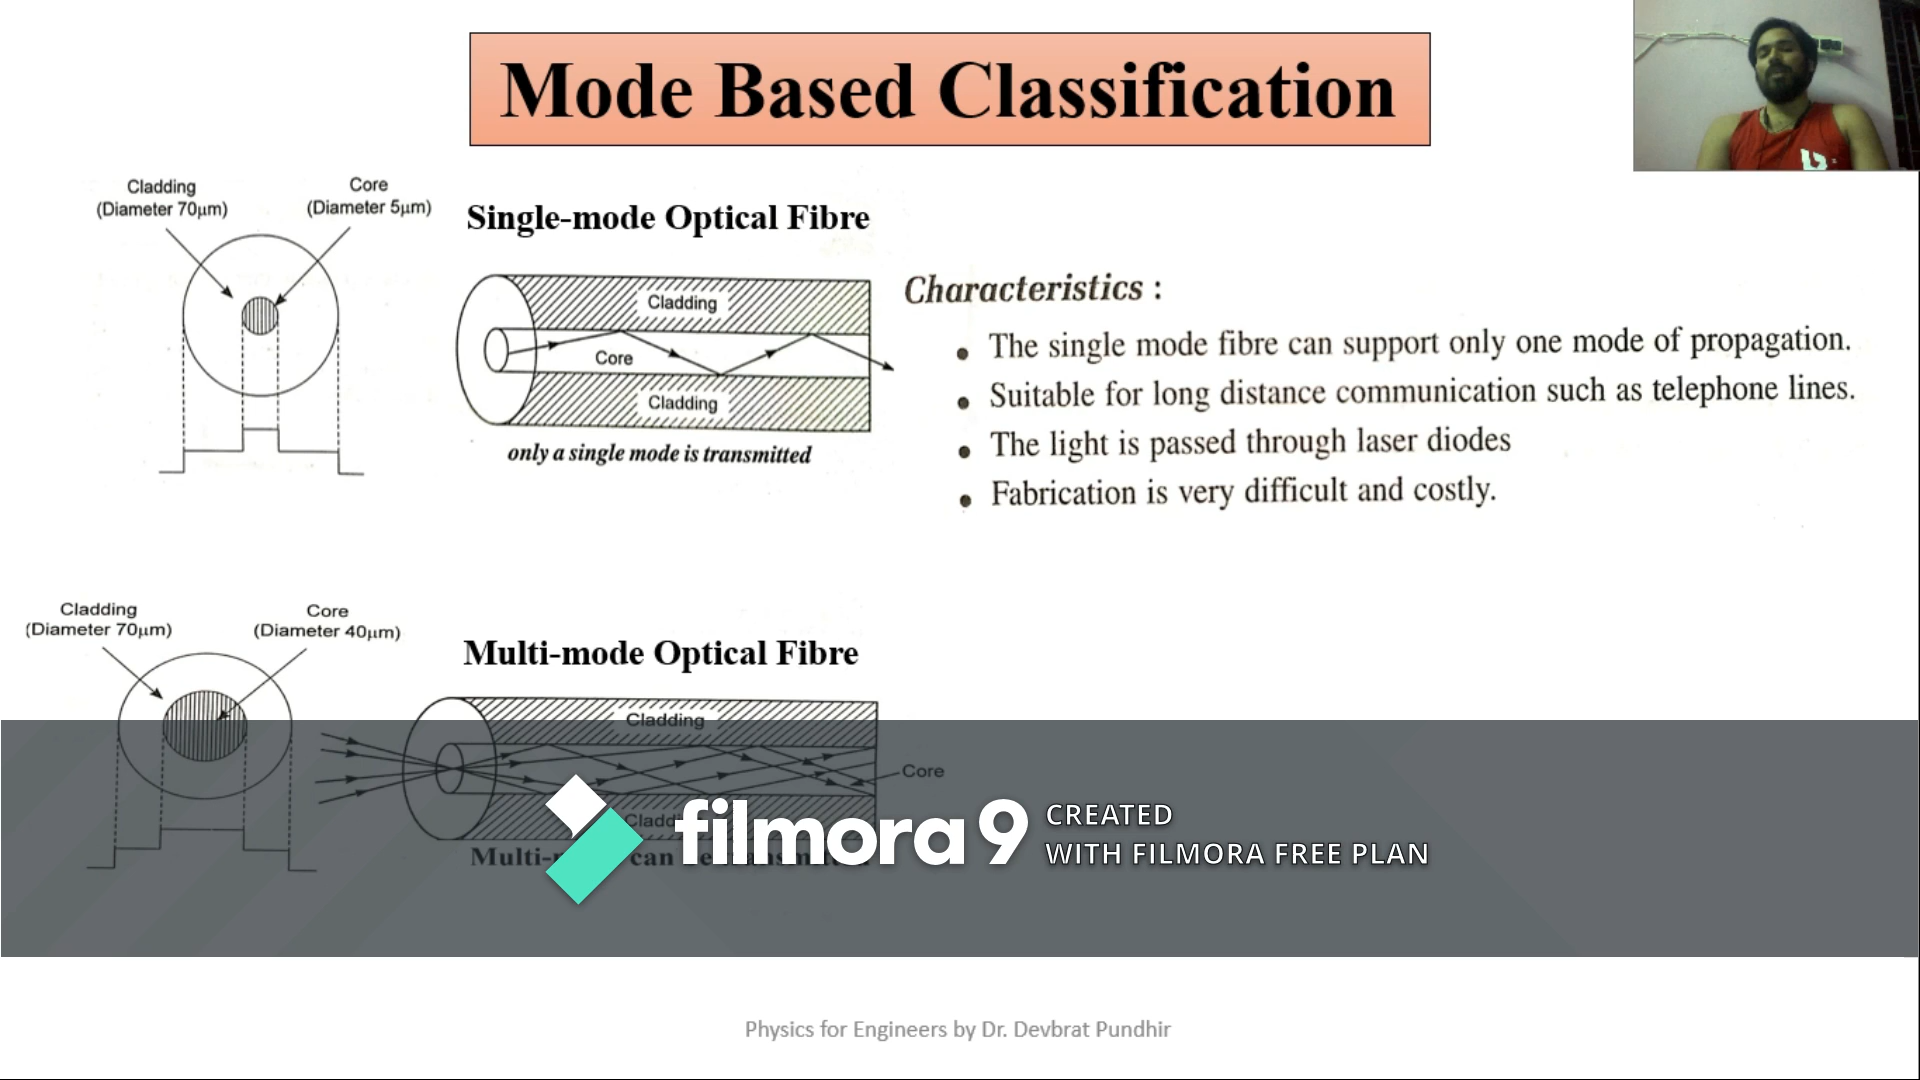 Mode Based Classification
Cladding
(Diameter 70µm)
Core
(Diameter 5µm)
Single-mode Optical Fibre
Cladding
Core
Cladding
only a single mode is transmitted
Characteristics :
• The single mode fibre can support only one mode of propagation.
• Suitable for long distance communication such as telephone lines.
• The light is passed through laser diodes
• Fabrication is very difficult and costly.
Cladding
(Diameter 70µm)
Core
(Diameter 40µm)
Multi-mode Optical Fibre
Cladding
Core
filmora9
CREATED
WITH FILMORA FREE PLAN
Physics for Engineers by Dr. Devbrat Pundhir